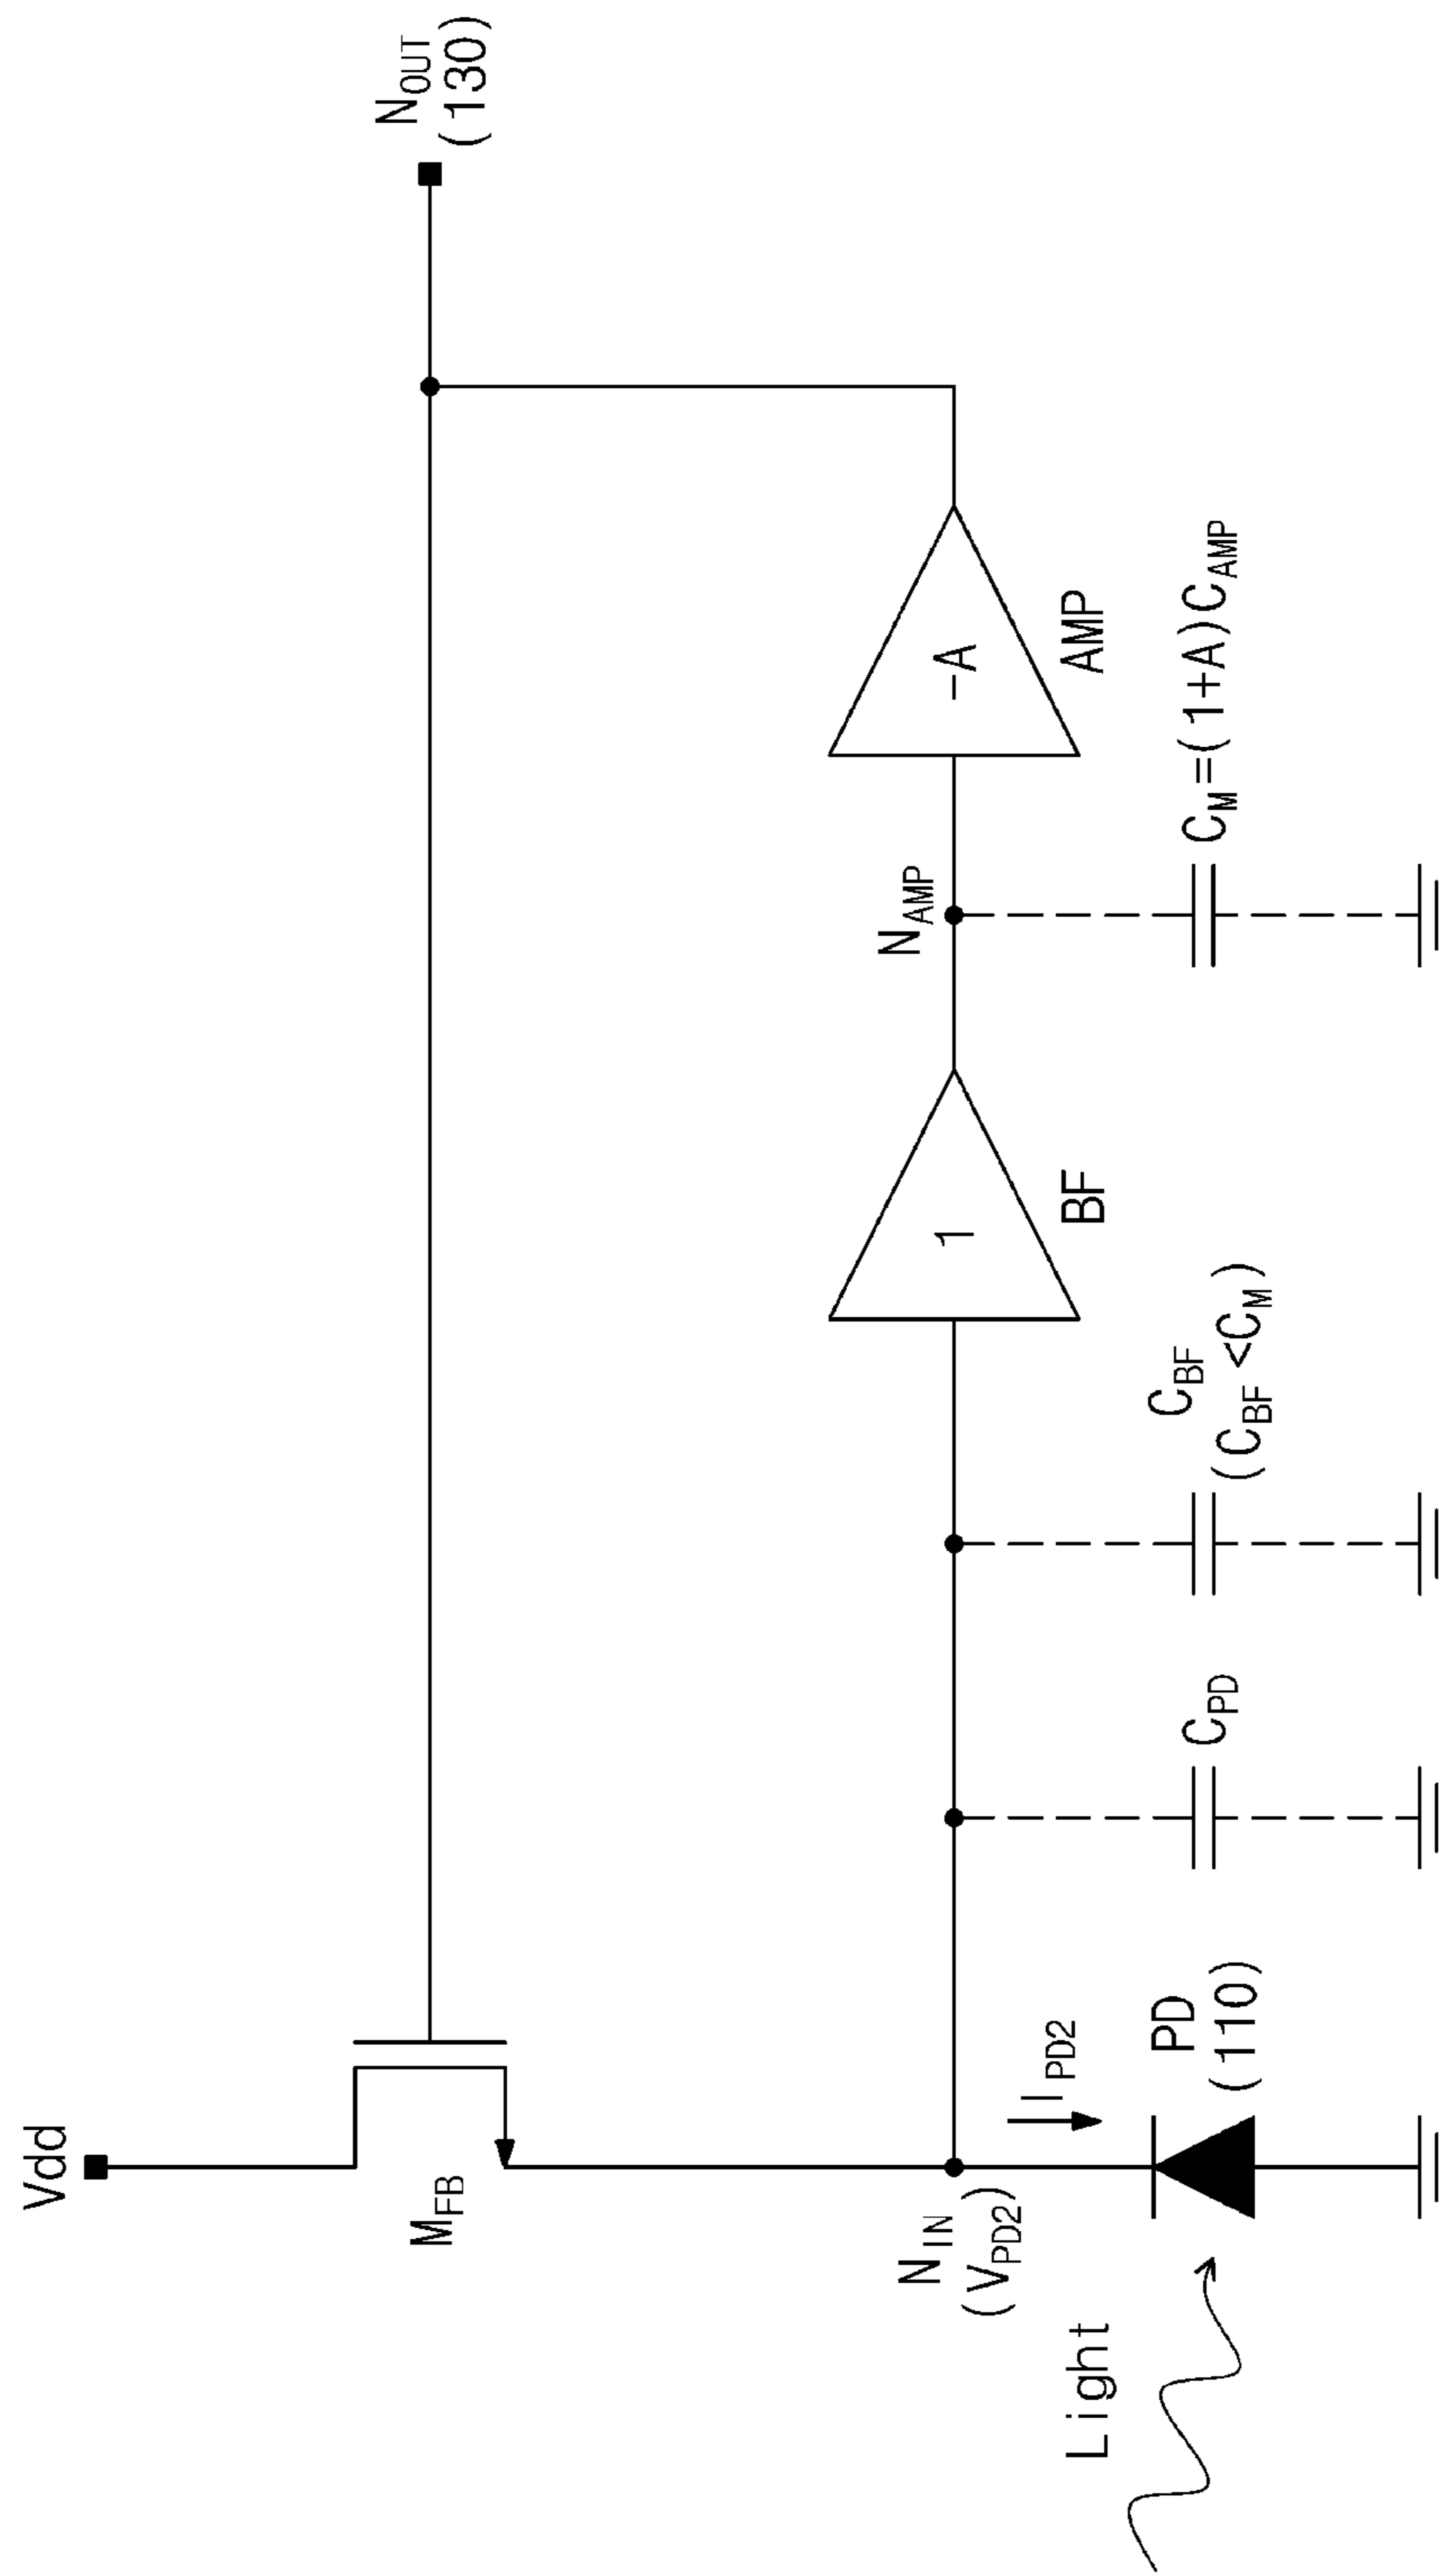 Vdd
M_FB
N_OUT
(130)
N_IN
(V_PD2)
I_PD2
Light
PD
(110)
C_PD
C_BF
(C_BF <C_M)
1
BF
N_AMP
-A
AMP
C_M=(1+A)C_AMP